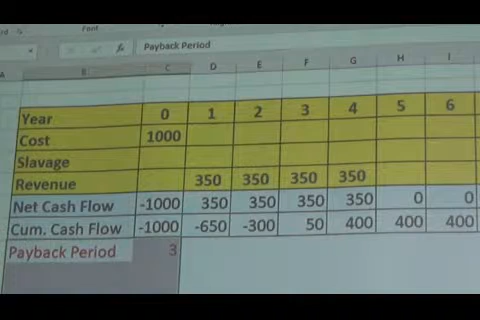 Font
fx Payback Period
A B C D E F G H I
Year 0 1 2 3 4 5 6
Cost 1000
Slavage
Revenue 350 350 350 350
Net Cash Flow -1000 350 350 350 350 0 0
Cum. Cash Flow -1000 -650 -300 50 400 400 400
Payback Period 3